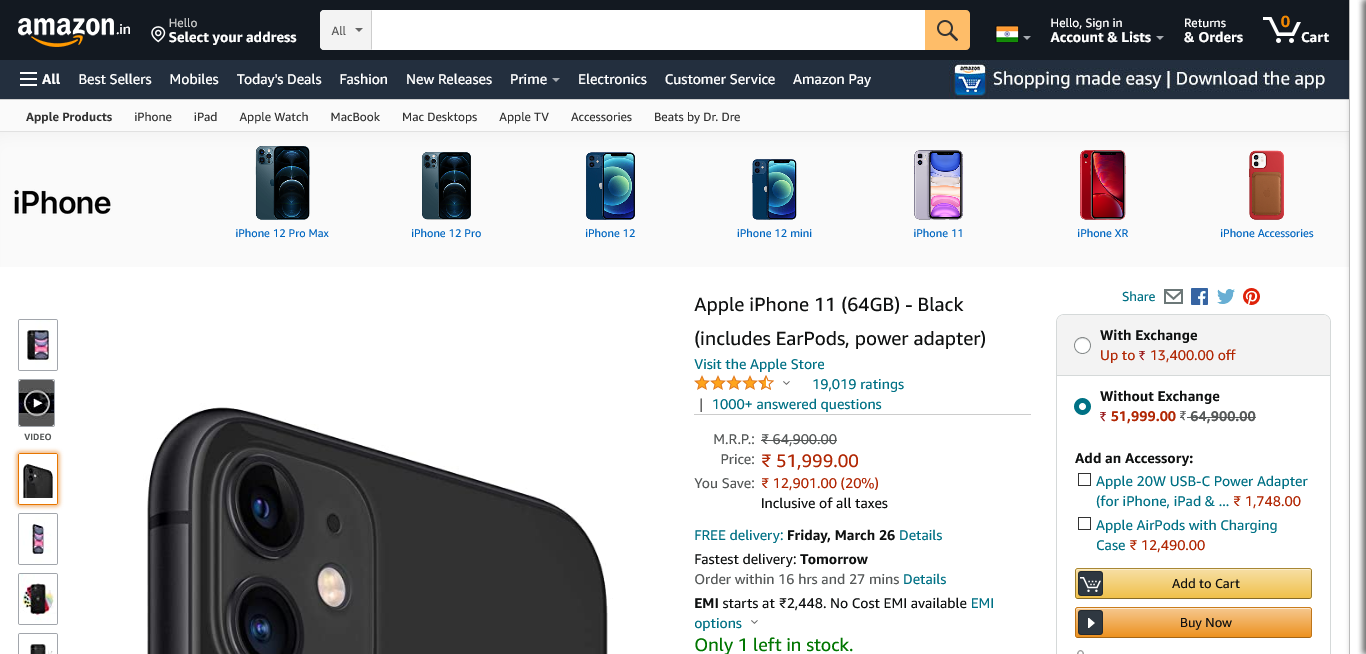 amazon.in
Hello
Select your address
All
Hello, Sign in
Account & Lists
Returns
& Orders
0
Cart
All
Best Sellers
Mobiles
Today's Deals
Fashion
New Releases
Prime
Electronics
Customer Service
Amazon Pay
amazon
Shopping made easy | Download the app
Apple Products
iPhone
iPad
Apple Watch
MacBook
Mac Desktops
Apple TV
Accessories
Beats by Dr. Dre
iPhone
iPhone 12 Pro Max
iPhone 12 Pro
iPhone 12
iPhone 12 mini
iPhone 11
iPhone XR
iPhone Accessories
VIDEO
Apple iPhone 11 (64GB) - Black
(includes EarPods, power adapter)
Visit the Apple Store
19,019 ratings
| 1000+ answered questions
M.R.P.: ₹ 64,900.00
Price: ₹ 51,999.00
You Save: ₹ 12,901.00 (20%)
Inclusive of all taxes
FREE delivery: Friday, March 26 Details
Fastest delivery: Tomorrow
Order within 16 hrs and 27 mins Details
EMI starts at ₹2,448. No Cost EMI available EMI
options
Only 1 left in stock.
Share
With Exchange
Up to ₹ 13,400.00 off
Without Exchange
₹ 51,999.00 ₹ 64,900.00
Add an Accessory:
Apple 20W USB-C Power Adapter
(for iPhone, iPad & ... ₹ 1,748.00
Apple AirPods with Charging
Case ₹ 12,490.00
Add to Cart
Buy Now